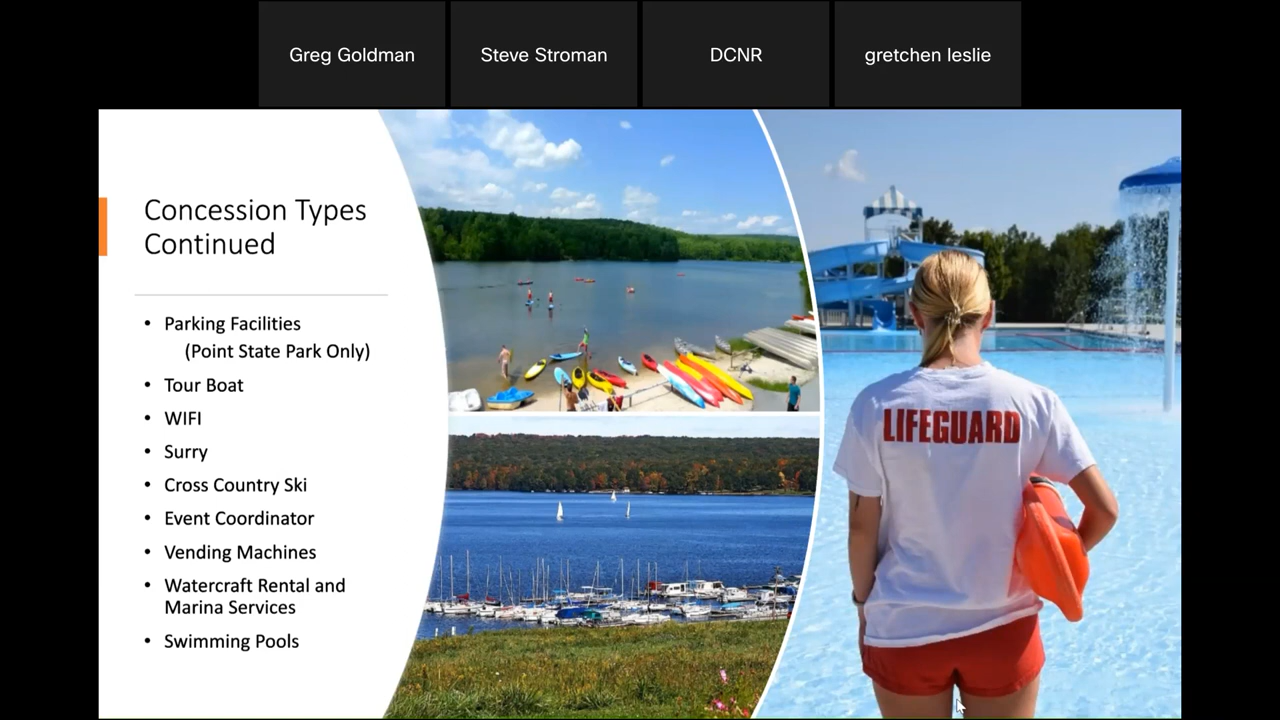 Greg Goldman
Steve Stroman
DCNR
gretchen leslie
Concession Types
Continued
• Parking Facilities
(Point State Park Only)
• Tour Boat
• WIFI
• Surry
• Cross Country Ski
• Event Coordinator
• Vending Machines
• Watercraft Rental and
Marina Services
• Swimming Pools
LIFEGUARD